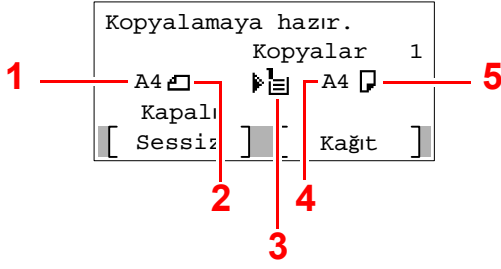 Kopyalamaya hazır.
Kopyalar 1
1 A4 A4 5
Kapalı
[ Sessiz ] [ Kağıt ]
2 4
3